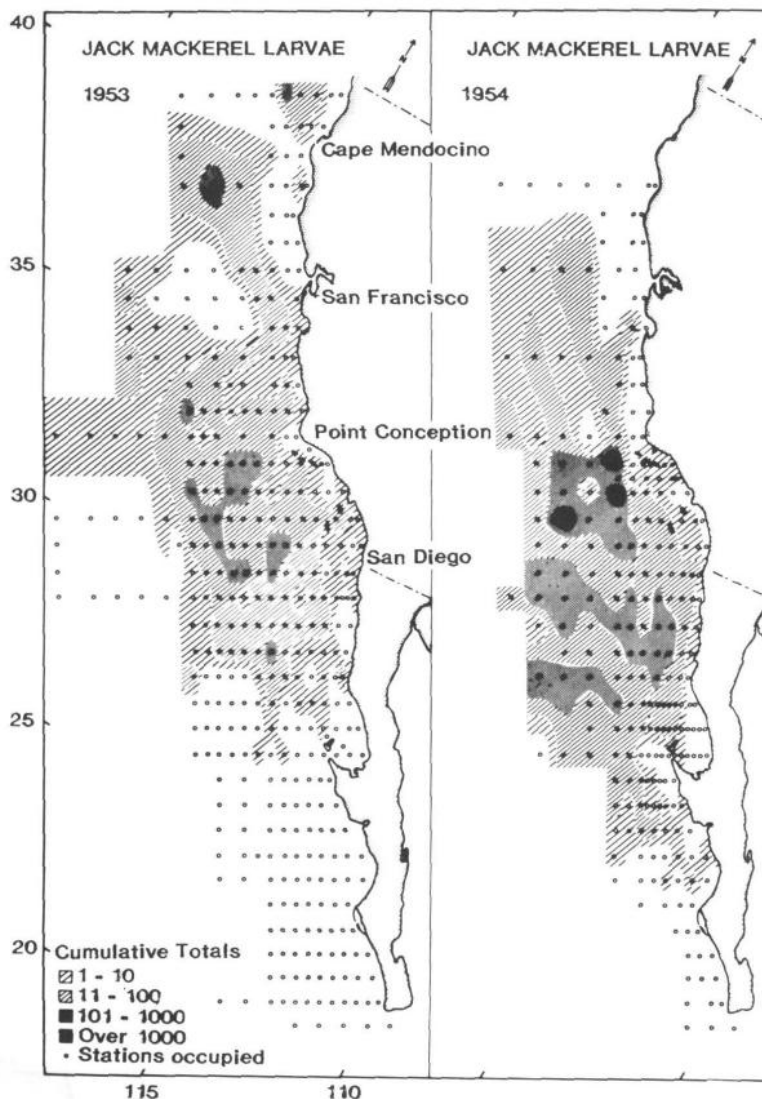 40
JACK MACKEREL LARVAE
1953
N
JACK MACKEREL LARVAE
1954
N
Cape Mendocino
35
San Francisco
Point Conception
30
San Diego
25
20
Cumulative Totals
1 - 10
11 - 100
101 - 1000
Over 1000
Stations occupied
115
110